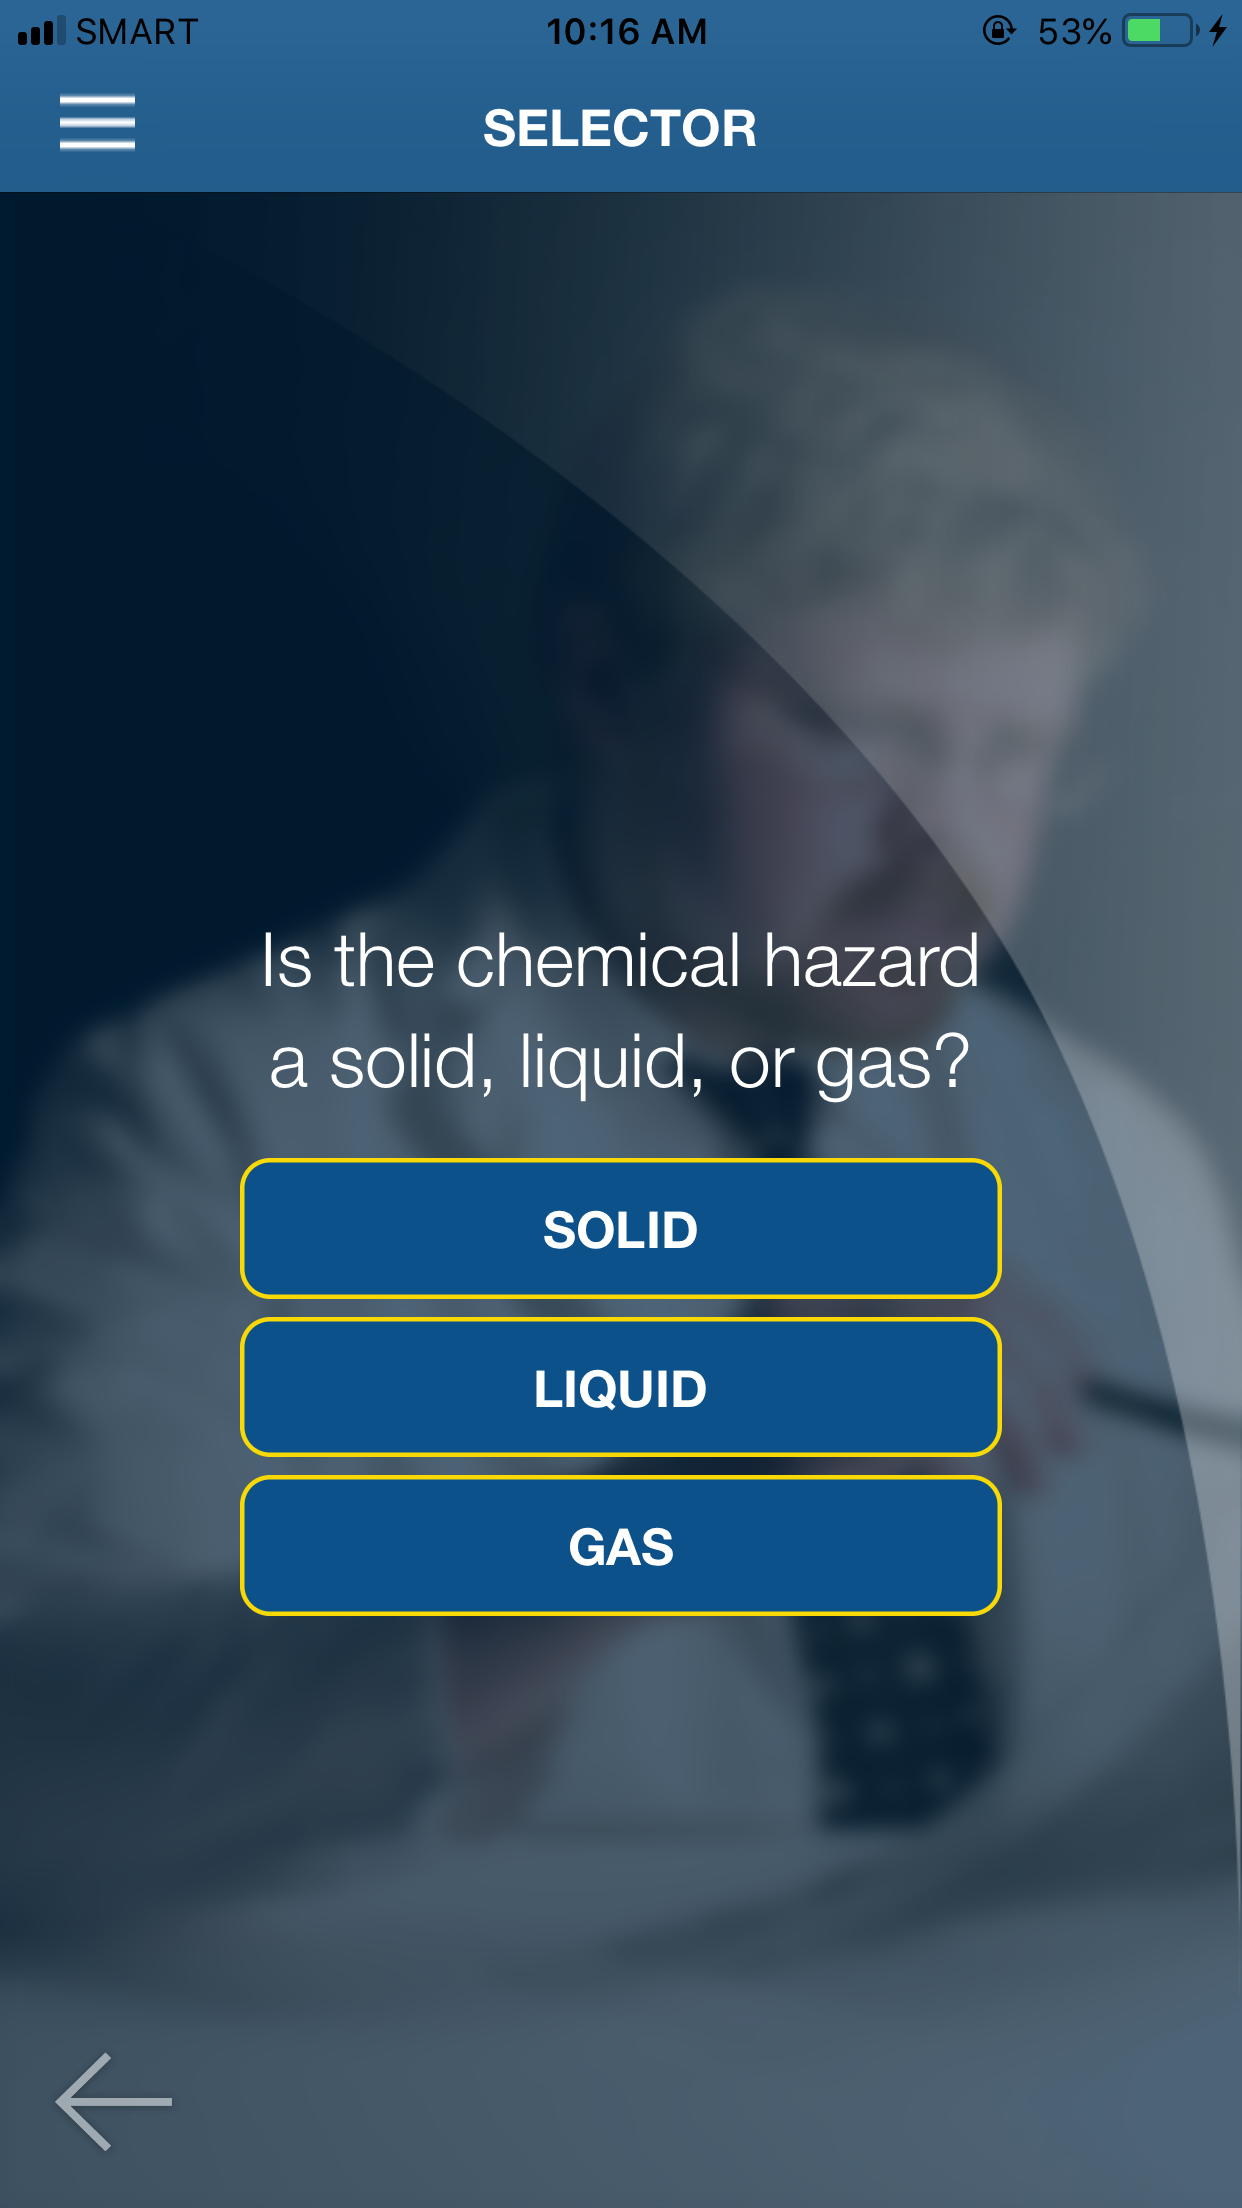 SMART 10:16 AM 53%
SELECTOR
Is the chemical hazard
a solid, liquid, or gas?
SOLID
LIQUID
GAS